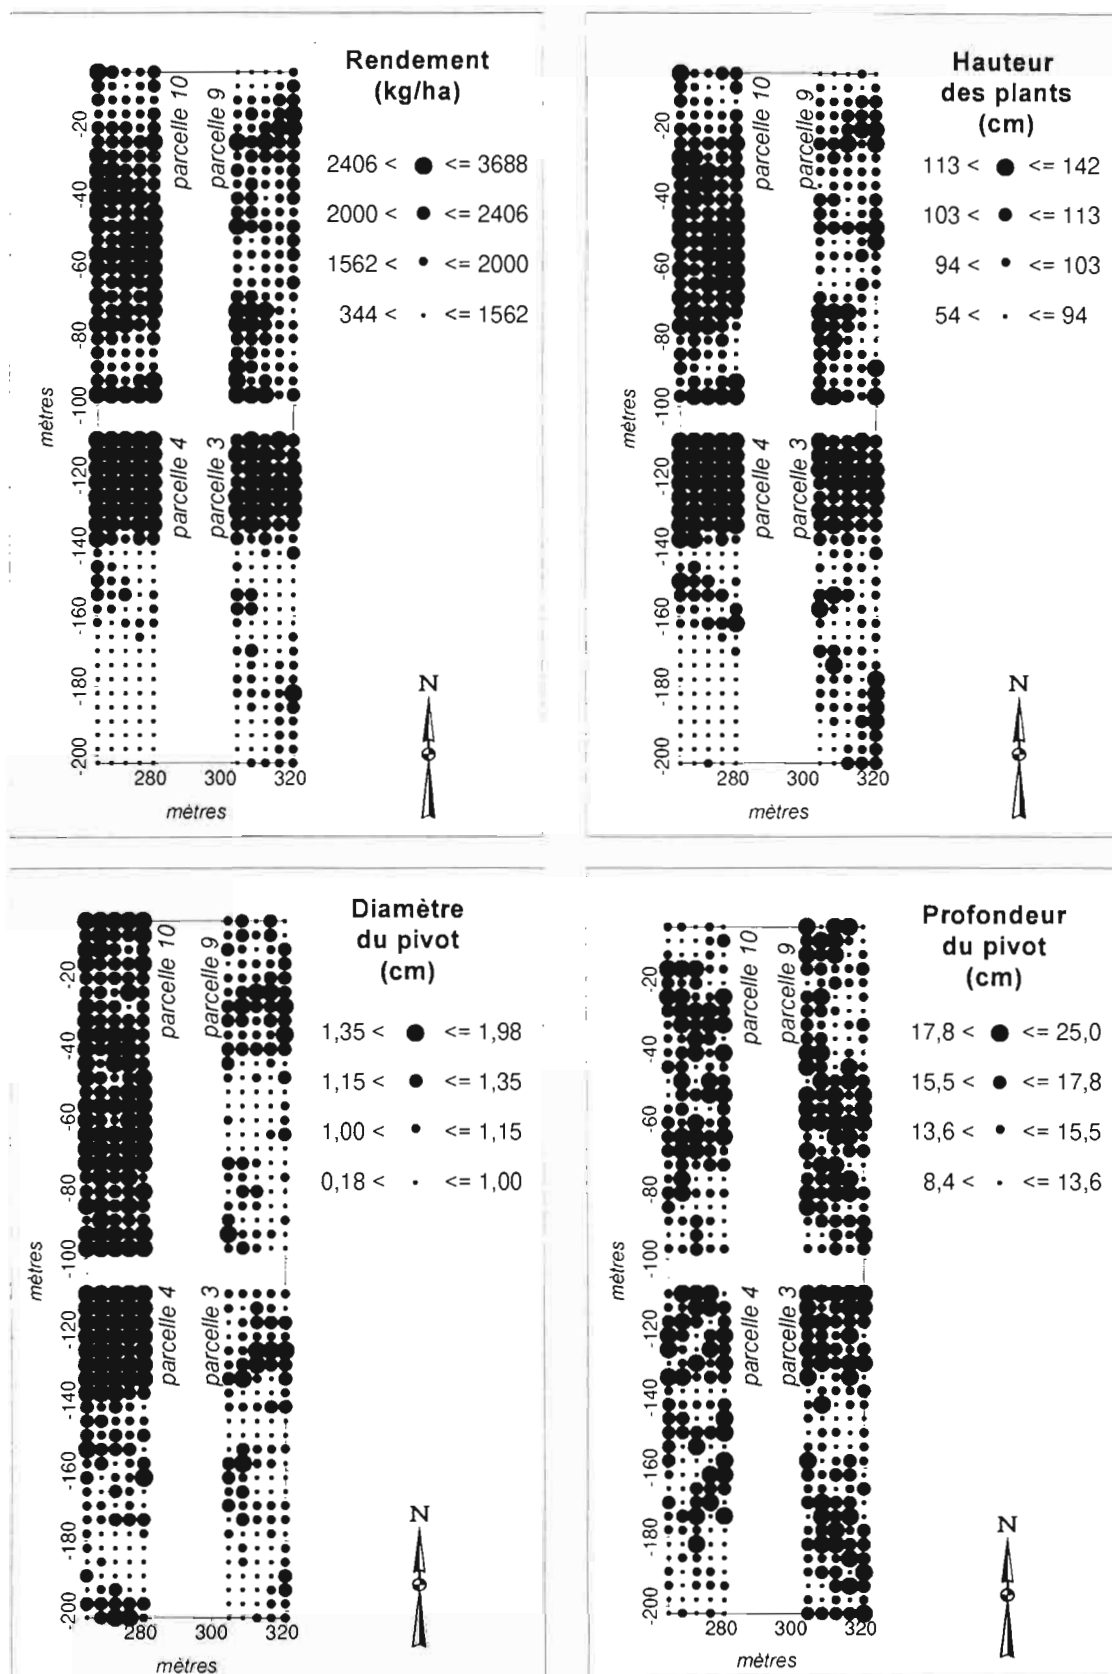 Rendement
(kg/ha)
2406 < <= 3688
2000 < <= 2406
1562 < <= 2000
344 < <= 1562
parcelle 10
parcelle 9
parcelle 4
parcelle 3
-20
-40
-60
-80
-100
-120
-140
-160
-180
-200
mètres
280 300 320
mètres
N
Hauteur
des plants
(cm)
113 < <= 142
103 < <= 113
94 < <= 103
54 < <= 94
parcelle 10
parcelle 9
parcelle 4
parcelle 3
-20
-40
-60
-80
-100
-120
-140
-160
-180
-200
mètres
280 300 320
mètres
N
Diamètre
du pivot
(cm)
1,35 < <= 1,98
1,15 < <= 1,35
1,00 < <= 1,15
0,18 < <= 1,00
parcelle 10
parcelle 9
parcelle 4
parcelle 3
-20
-40
-60
-80
-100
-120
-140
-160
-180
-200
mètres
280 300 320
mètres
N
Profondeur
du pivot
(cm)
17,8 < <= 25,0
15,5 < <= 17,8
13,6 < <= 15,5
8,4 < <= 13,6
parcelle 10
parcelle 9
parcelle 4
parcelle 3
-20
-40
-60
-80
-100
-120
-140
-160
-180
-200
mètres
280 300 320
mètres
N